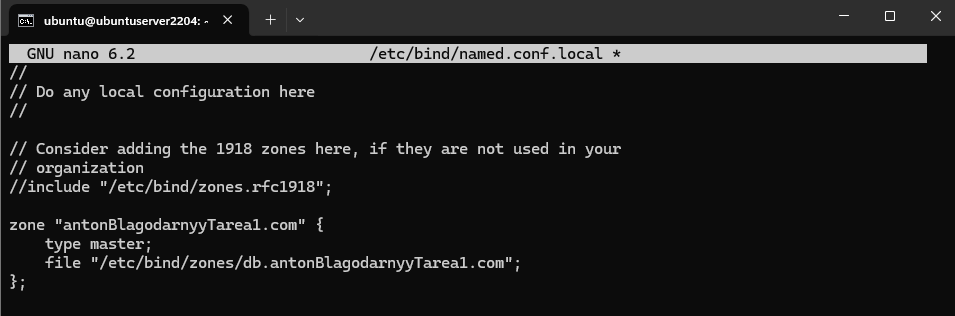 ubuntu@ubuntuserver2204: ~
GNU nano 6.2 /etc/bind/named.conf.local *
//
// Do any local configuration here
//
// Consider adding the 1918 zones here, if they are not used in your
// organization
//include "/etc/bind/zones.rfc1918";
zone "antonBlagodarnyyTarea1.com" {
    type master;
    file "/etc/bind/zones/db.antonBlagodarnyyTarea1.com";
};